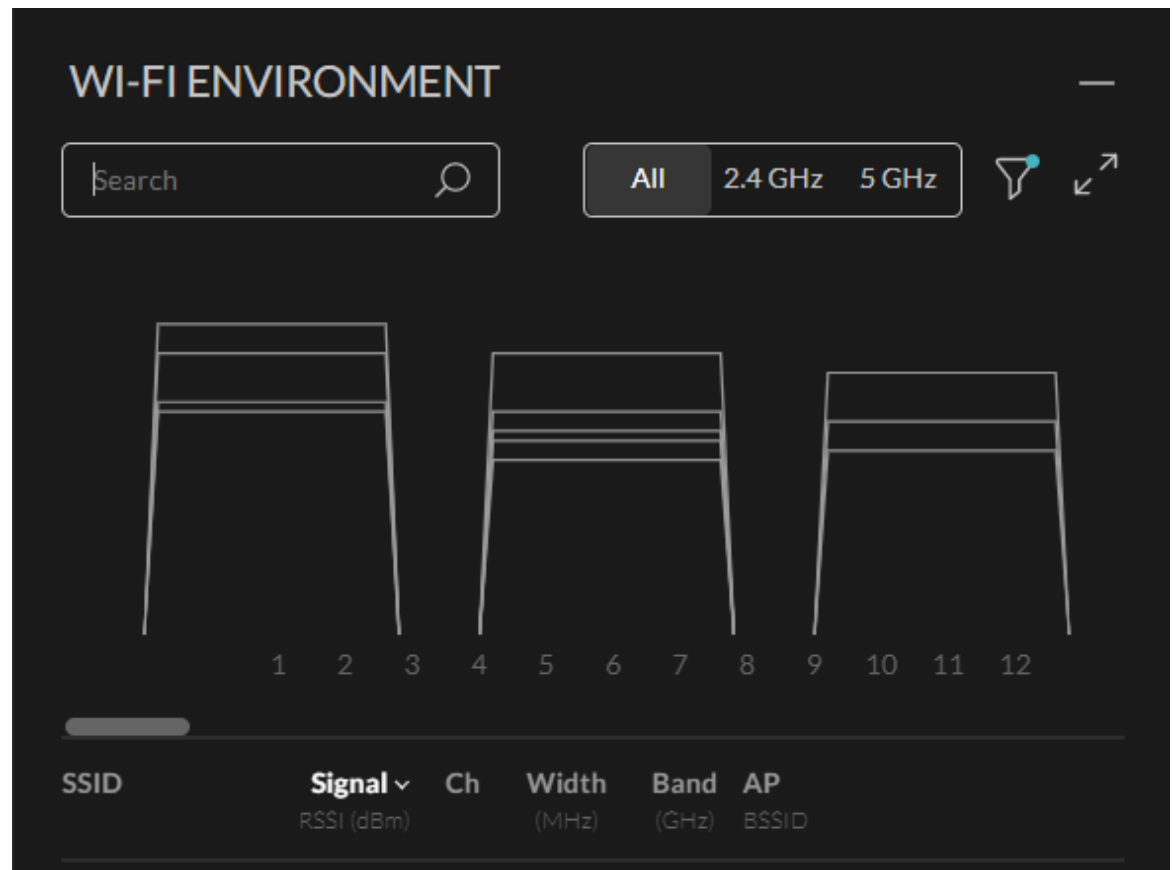 WI-FI ENVIRONMENT
Search All 2.4 GHz 5 GHz
1 2 3 4 5 6 7 8 9 10 11 12
SSID Signal Ch Width Band AP
RSSI (dBm) (MHz) (GHz) BSSID